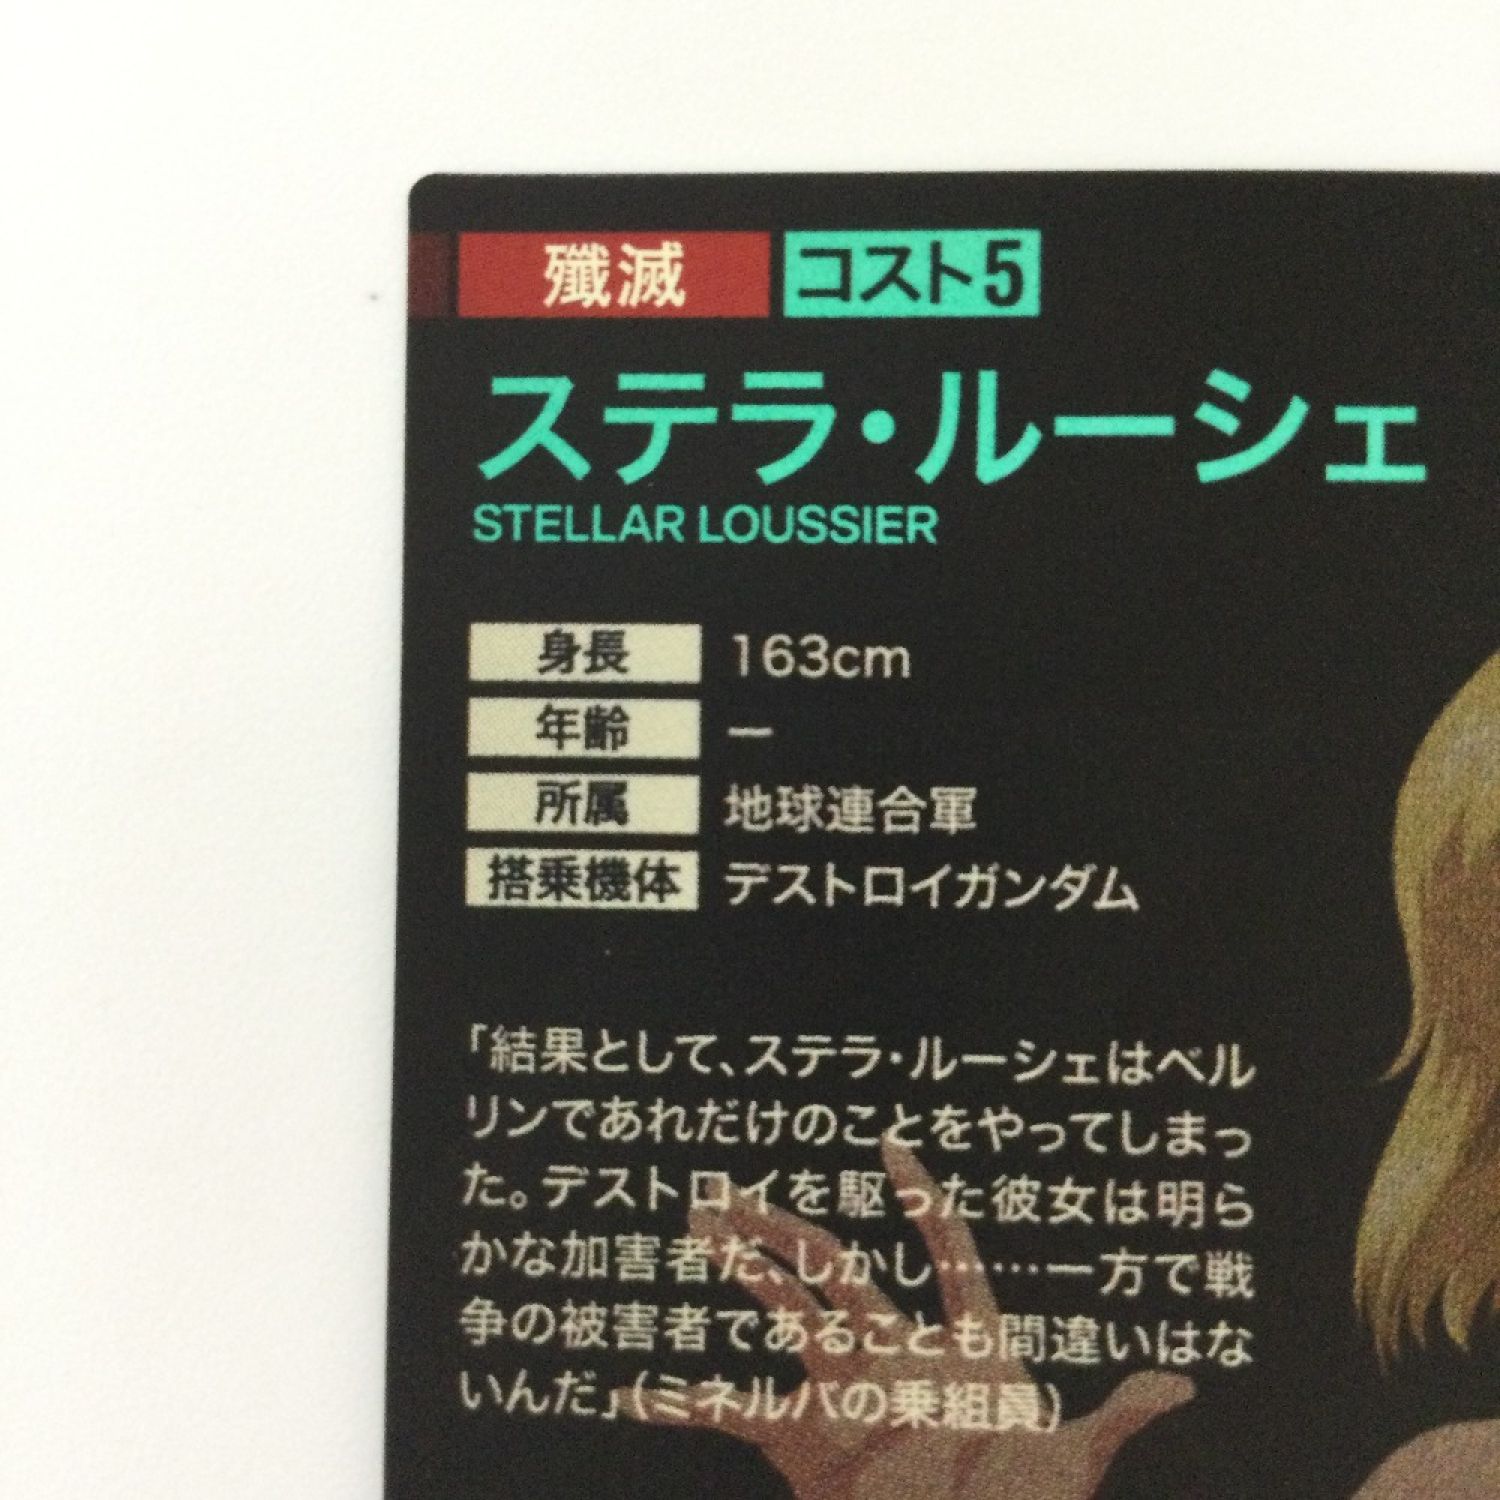 殲滅 コスト5
ステラ・ルーシェ
STELLAR LOUSSIER
身長 163cm
年齢 ー
所属 地球連合軍
搭乗機体 デストロイガンダム
「結果として、ステラ・ルーシェはベル
リンであれだけのことをやってしまっ
た。デストロイを駆った彼女は明ら
かな加害者だ、しかし……一方で戦
争の被害者であることも間違いはな
いんだ」（ミネルバの乗組員）